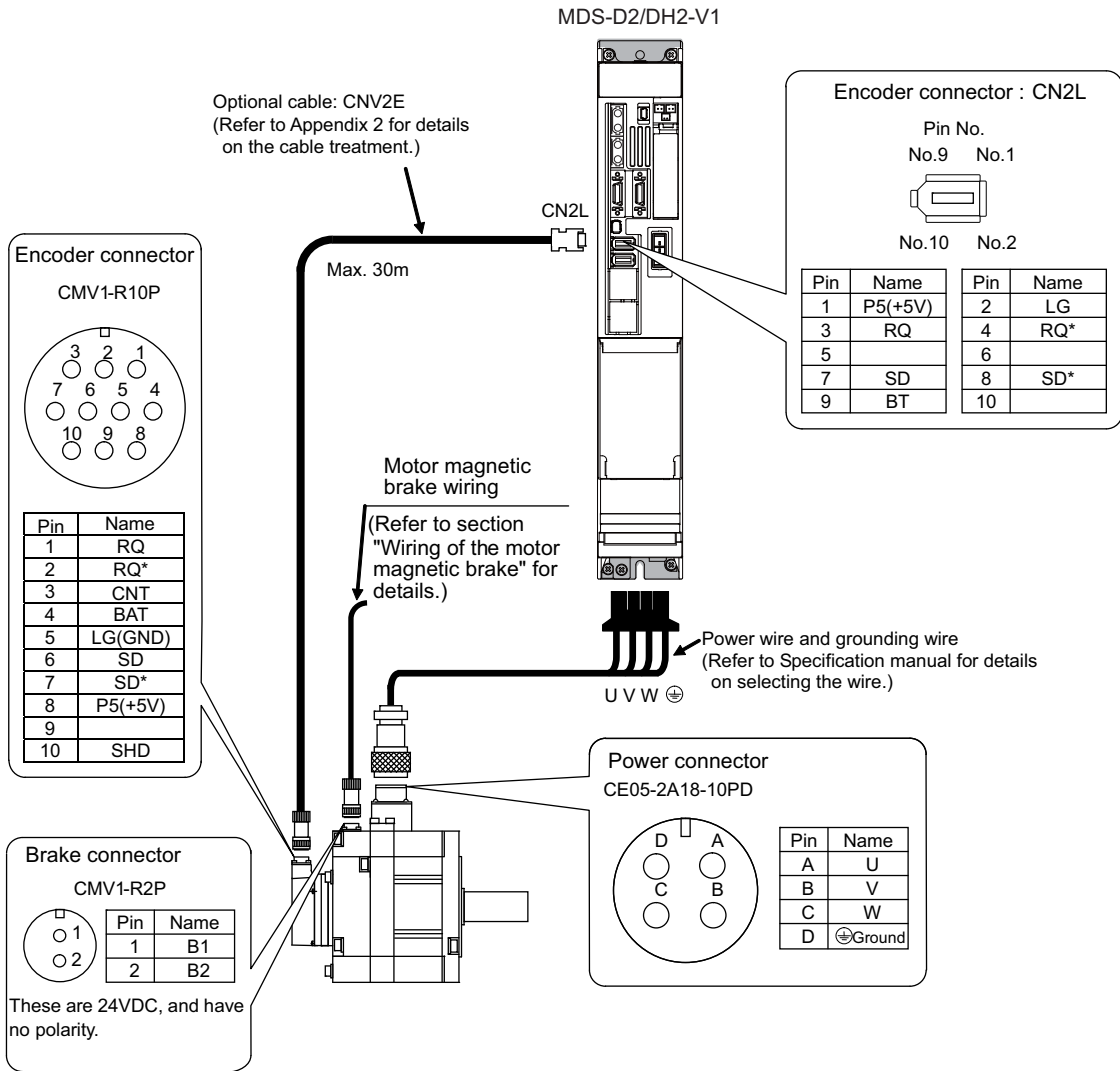 MDS-D2/DH2-V1
Optional cable: CNV2E
(Refer to Appendix 2 for details
on the cable treatment.)
CN2L
Max. 30m
Encoder connector : CN2L
Pin No.
No.9 No.1
No.10 No.2
Pin Name Pin Name
1 P5(+5V) 2 LG
3 RQ 4 RQ*
5 6
7 SD 8 SD*
9 BT 10
Encoder connector
CMV1-R10P
3 2 1
7 6 5 4
10 9 8
Pin Name
1 RQ
2 RQ*
3 CNT
4 BAT
5 LG(GND)
6 SD
7 SD*
8 P5(+5V)
9
10 SHD
Motor magnetic
brake wiring
(Refer to section
"Wiring of the motor
magnetic brake" for
details.)
Power wire and grounding wire
(Refer to Specification manual for details
on selecting the wire.)
U V W ⏚
Power connector
CE05-2A18-10PD
D A
C B
Pin Name
A U
B V
C W
D ⏚Ground
Brake connector
CMV1-R2P
1
2
Pin Name
1 B1
2 B2
These are 24VDC, and have
no polarity.